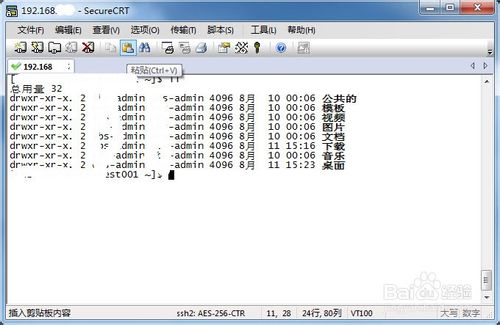 192.168. - SecureCRT
文件(F) 编辑(E) 查看(V) 选项(O) 传输(T) 脚本(S) 工具(L) 帮助(H)
192.168
粘贴(Ctrl+V)
[ ~]$ ll
总用量 32
drwxr-xr-x. 2 admin s-admin 4096 8月 10 00:06 公共的
drwxr-xr-x. 2 admin -admin 4096 8月 10 00:06 模板
drwxr-xr-x. 2 admin -admin 4096 8月 10 00:06 视频
drwxr-xr-x. 2 admin -admin 4096 8月 10 00:06 图片
drwxr-xr-x. 2 admin -admin 4096 8月 10 00:06 文档
drwxr-xr-x. 2 admin -admin 4096 8月 11 15:16 下载
drwxr-xr-x. 2 admin -admin 4096 8月 10 00:06 音乐
drwxr-xr-x. 2 admin -admin 4096 8月 11 15:23 桌面
est001 ~]$
Baidu 经验
jingyan.baidu.com
插入剪贴板内容 ssh2: AES-256-CTR 11, 28 24行, 80列 VT100 大写 数字